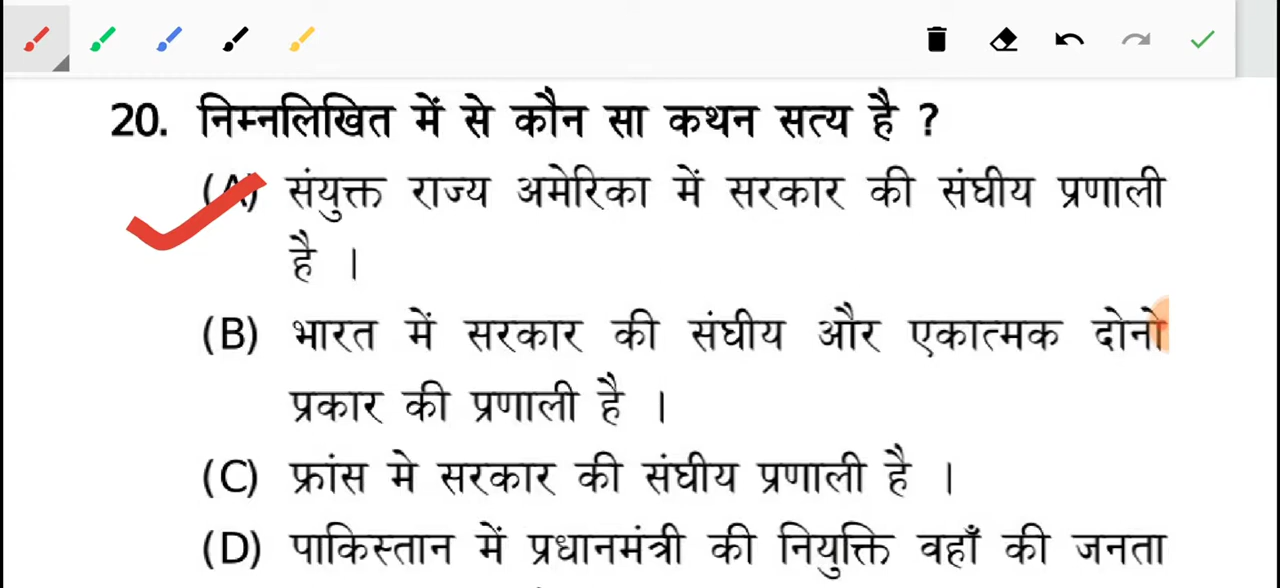 20. निम्नलिखित में से कौन सा कथन सत्य है ?
(A) संयुक्त राज्य अमेरिका में सरकार की संघीय प्रणाली
है ।
(B) भारत में सरकार की संघीय और एकात्मक दोनो
प्रकार की प्रणाली है ।
(C) फ्रांस मे सरकार की संघीय प्रणाली है ।
(D) पाकिस्तान में प्रधानमंत्री की नियुक्ति वहाँ की जनता